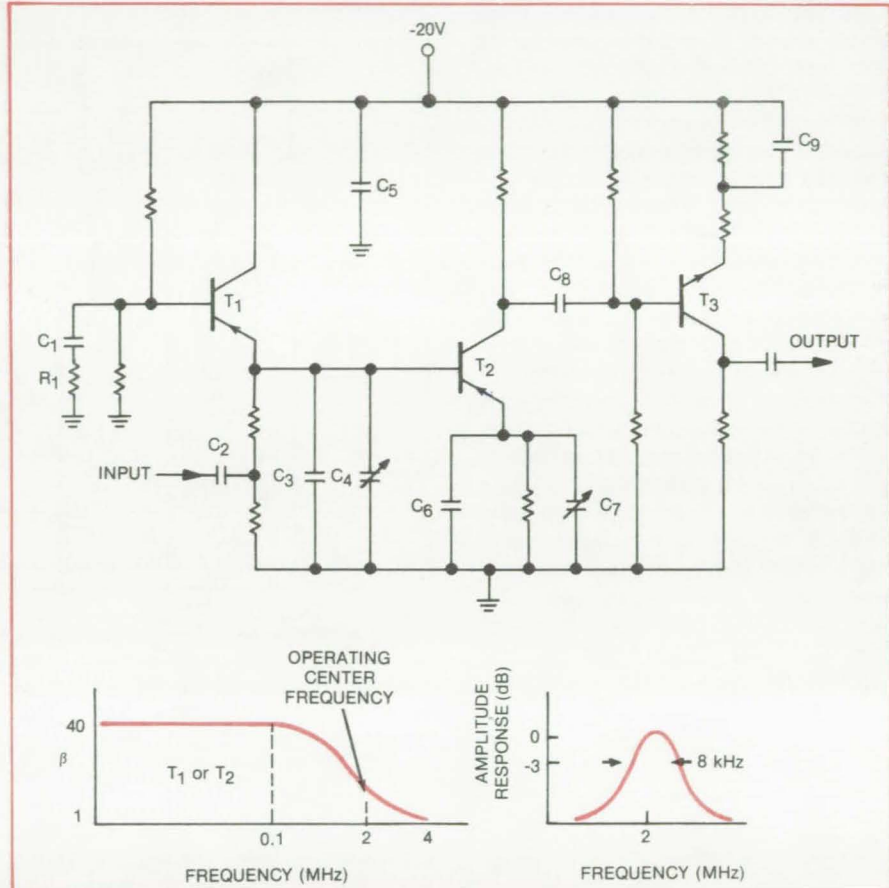 -20V
C5
C9
T1
C8
T3
C1
R1
T2
OUTPUT
C2
INPUT
C3
C4
C6
C7
OPERATING
CENTER
FREQUENCY
40
β
T1 or T2
1
0.1
2
4
FREQUENCY (MHz)
AMPLITUDE
RESPONSE (dB)
0
-3
8 kHz
2
FREQUENCY (MHz)